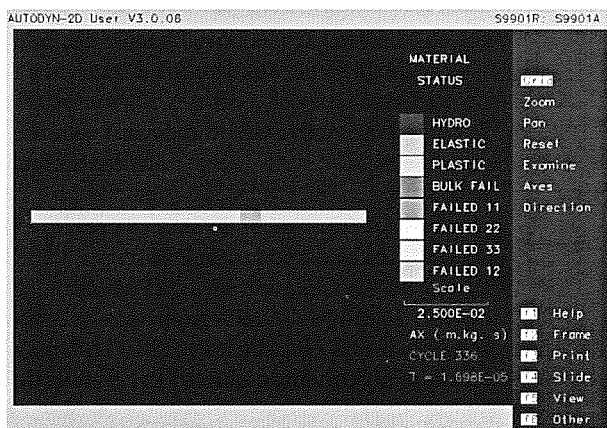 AUTODYN-2D User V3.0.06
S9901R: S9901A
MATERIAL
STATUS
HYDRO
ELASTIC
PLASTIC
BULK FAIL
FAILED 11
FAILED 22
FAILED 33
FAILED 12
Scale
2.500E-02
AX ( m.kg. s)
CYCLE 336
T = 1.698E-05
Zoom
Pan
Reset
Examine
Axes
Direction
Help
Frame
Print
Slide
View
Other